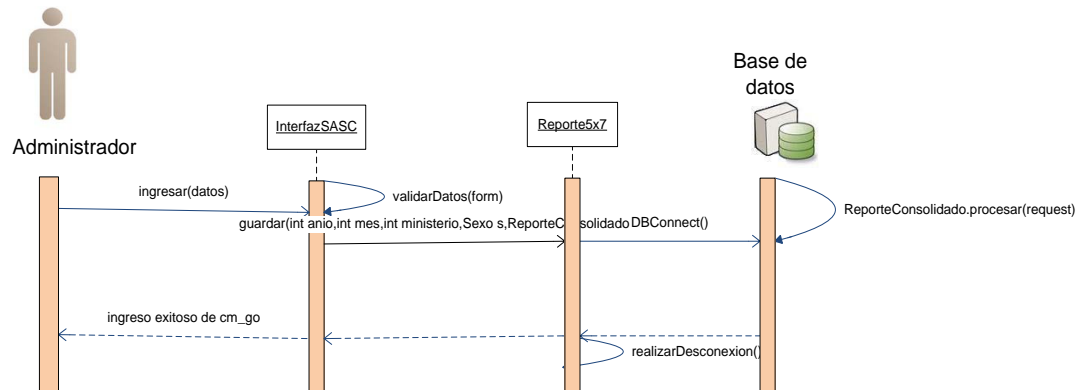 Base de
datos
InterfazSASC
Reporte5x7
Administrador
ingresar(datos)
validarDatos(form)
ReporteConsolidado.procesar(request)
guardar(int anio,int mes,int ministerio,Sexo s,ReporteConsolidado
DBConnect()
ingreso exitoso de cm_go
realizarDesconexion()